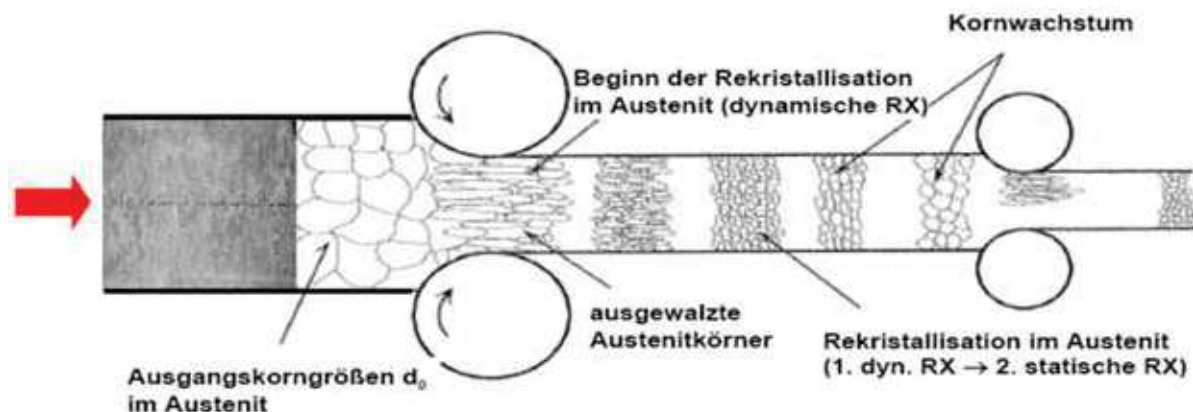 Kornwachstum
Beginn der Rekristallisation
im Austenit (dynamische RX)
ausgewalzte
Austenitkörner
Rekristallisation im Austenit
(1. dyn. RX → 2. statische RX)
Ausgangskorngrößen d₀
im Austenit